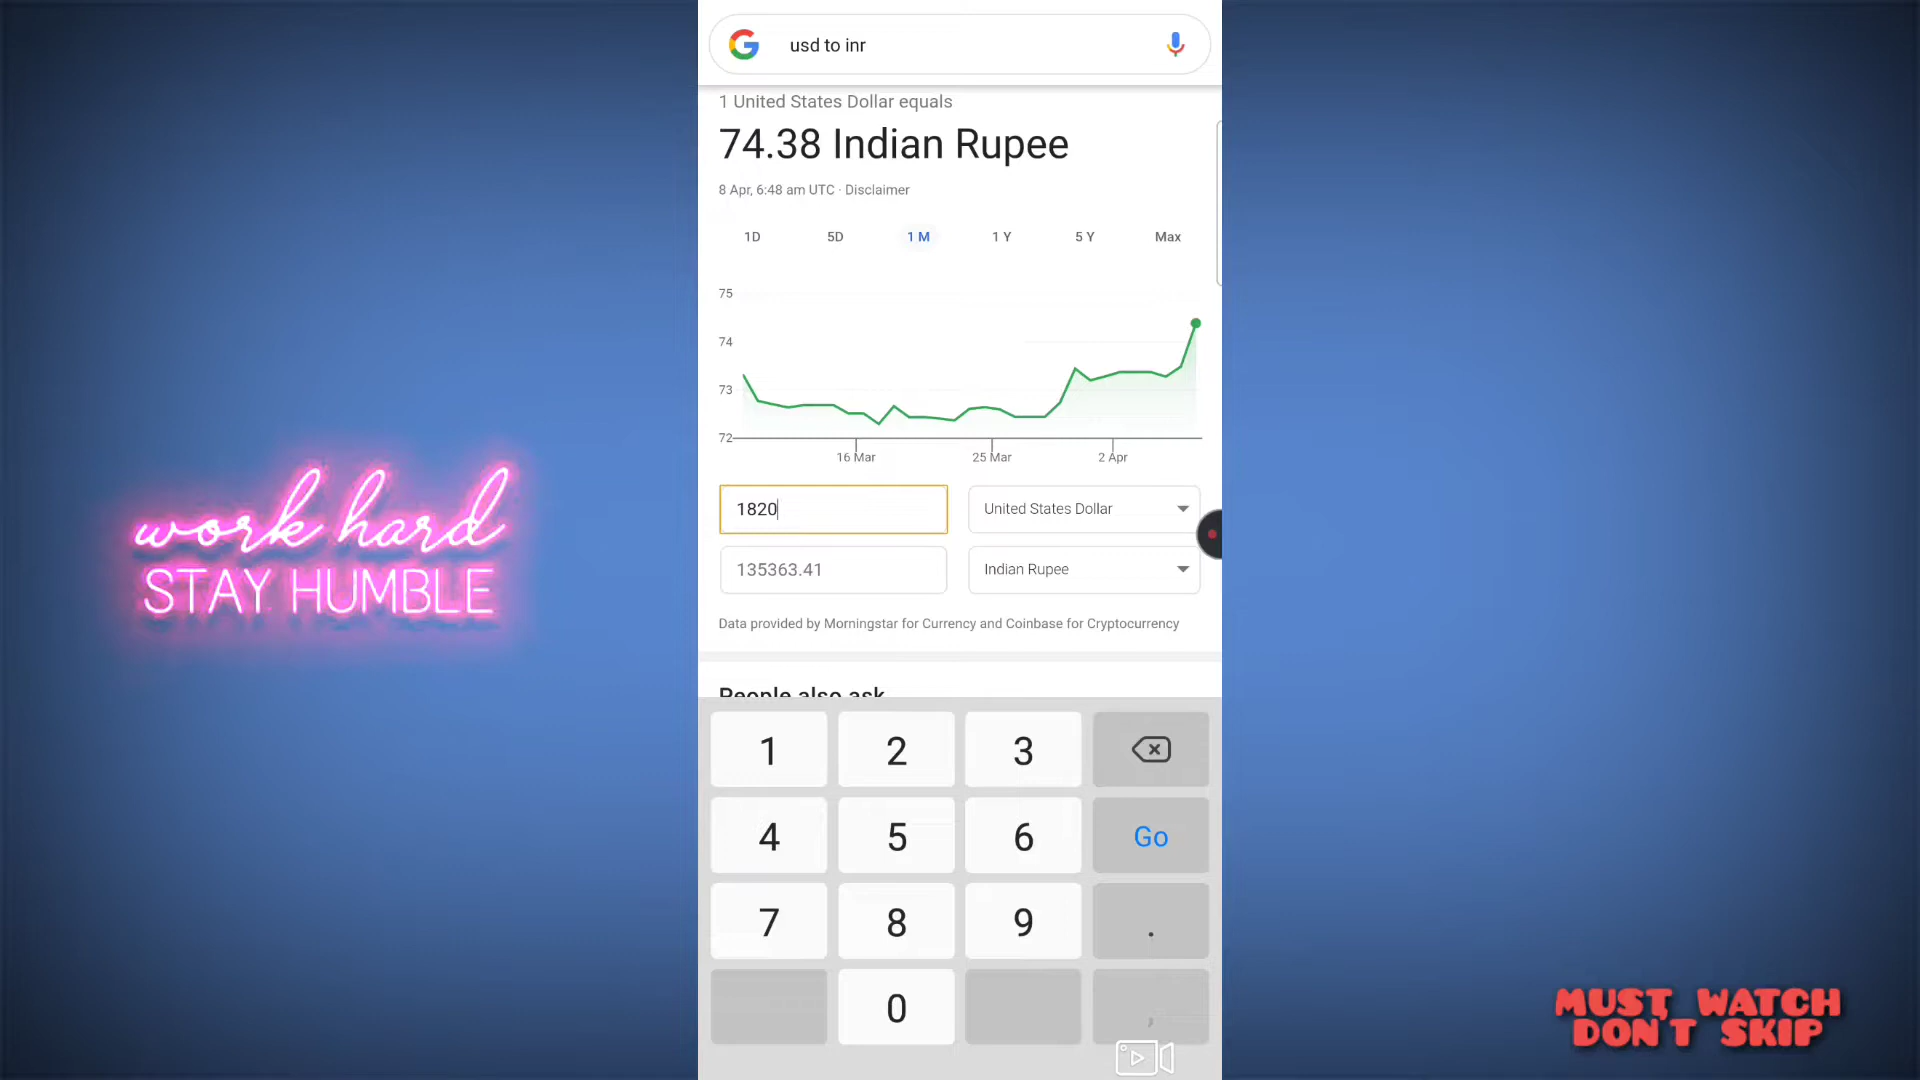 usd to inr
1 United States Dollar equals
74.38 Indian Rupee
8 Apr, 6:48 am UTC · Disclaimer
1D 5D 1 M 1 Y 5 Y Max
75
74
73
72
16 Mar 25 Mar 2 Apr
1820 United States Dollar
135363.41 Indian Rupee
Data provided by Morningstar for Currency and Coinbase for Cryptocurrency
People also ask
1 2 3
4 5 6 Go
7 8 9 .
0 ,
work hard
STAY HUMBLE
MUST WATCH
DON'T SKIP